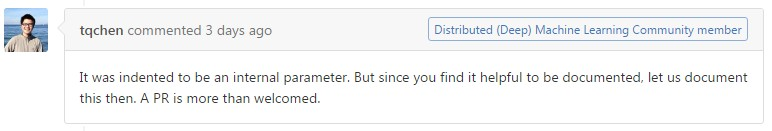 tqchen commented 3 days ago
Distributed (Deep) Machine Learning Community member
It was indented to be an internal parameter. But since you find it helpful to be documented, let us document
this then. A PR is more than welcomed.